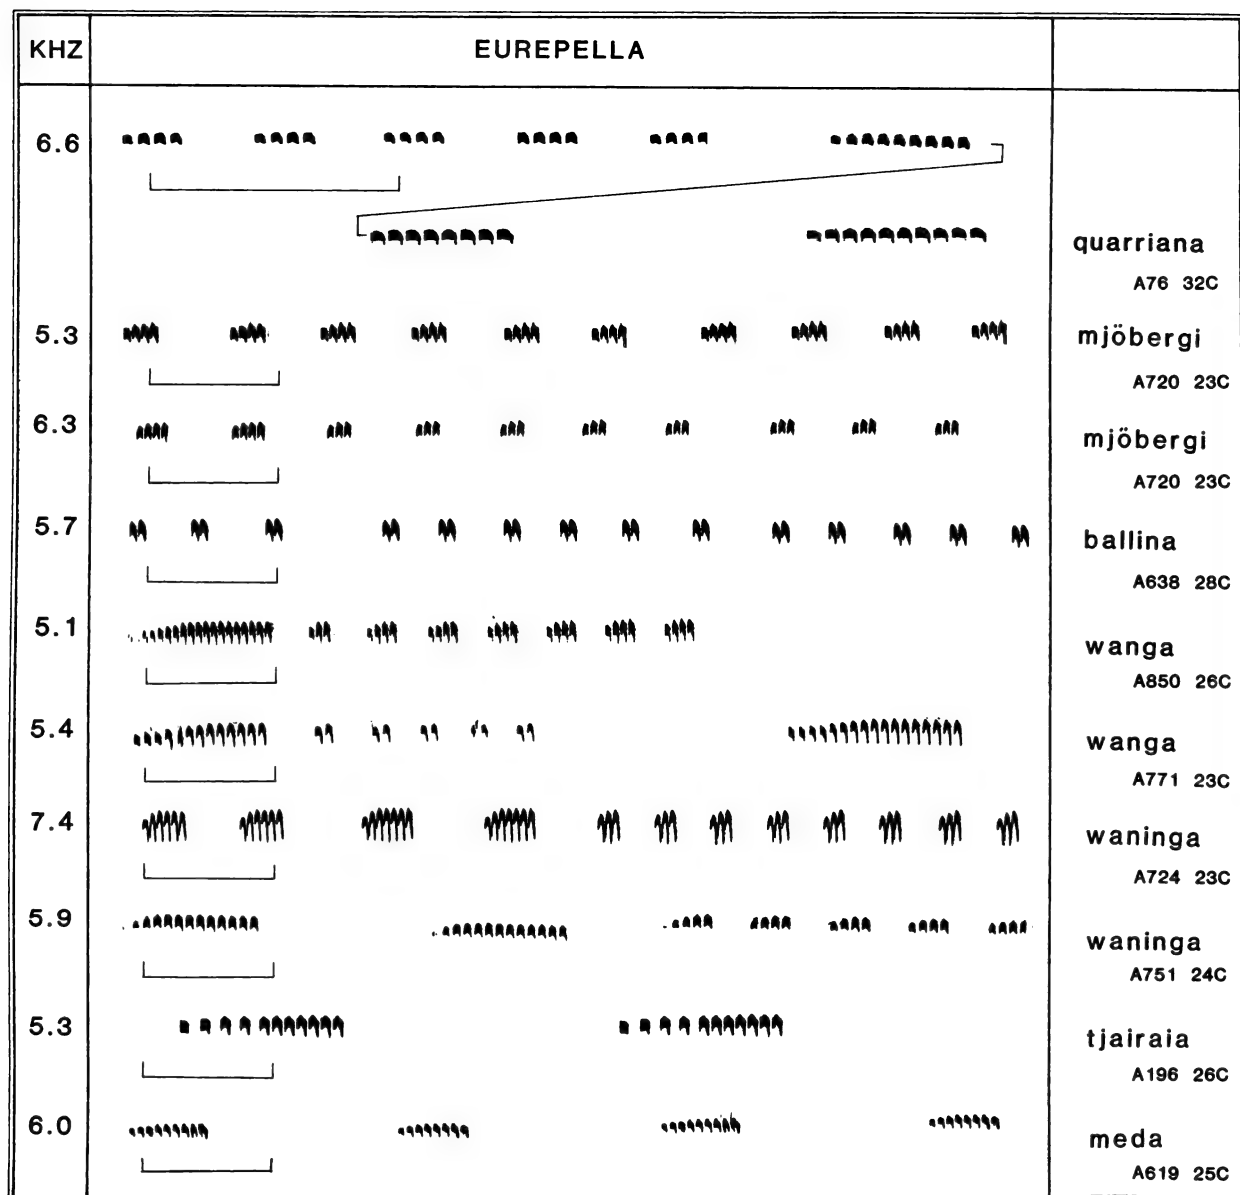 KHZ EUREPELLA
6.6
quarriana
A76 32C
5.3 mjöbergi
A720 23C
6.3 mjöbergi
A720 23C
5.7 ballina
A638 28C
5.1 wanga
A850 26C
5.4 wanga
A771 23C
7.4 waninga
A724 23C
5.9 waninga
A751 24C
5.3 tjairaia
A196 26C
6.0 meda
A619 25C